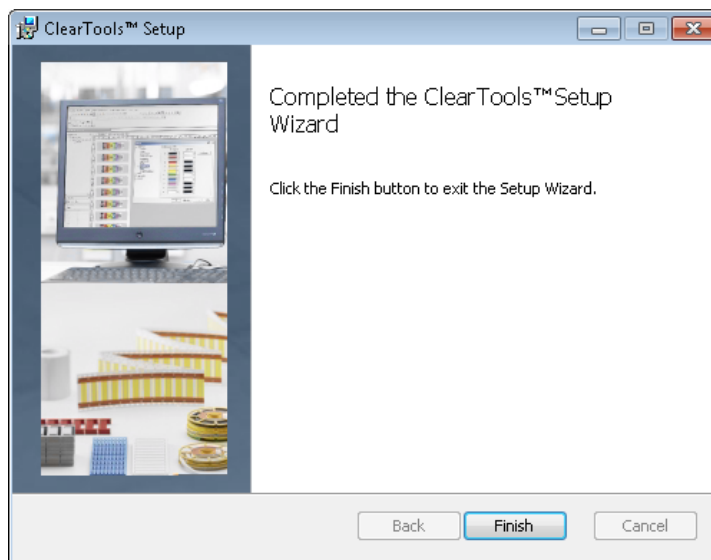 ClearTools™ Setup
Completed the ClearTools™Setup
Wizard
Click the Finish button to exit the Setup Wizard.
Back
Finish
Cancel